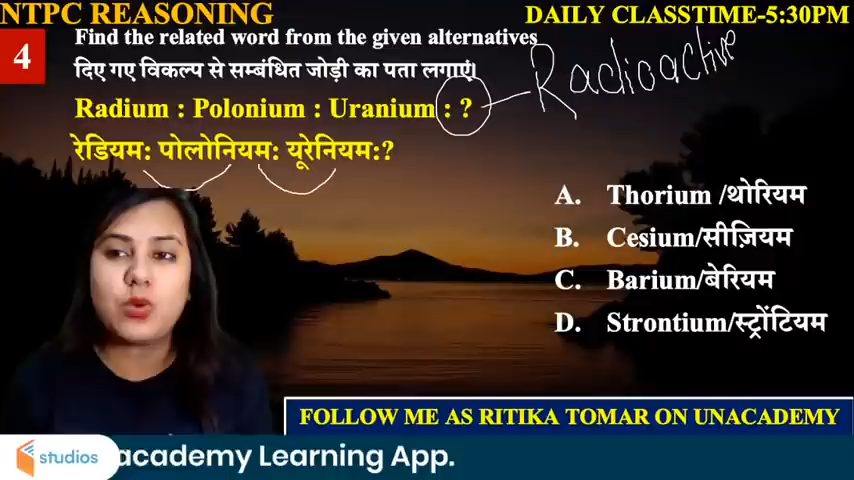 NTPC REASONING
DAILY CLASSTIME-5:30PM
4
Find the related word from the given alternatives
दिए गए विकल्प से सम्बंधित जोड़ी का पता लगाएं।
Radium : Polonium : Uranium : ?
Radioactive
रेडियम: पोलोनियम: यूरेनियम:?
A. Thorium /थोरियम
B. Cesium/सीज़ियम
C. Barium/बेरियम
D. Strontium/स्ट्रोंटियम
FOLLOW ME AS RITIKA TOMAR ON UNACADEMY
studios
academy Learning App.